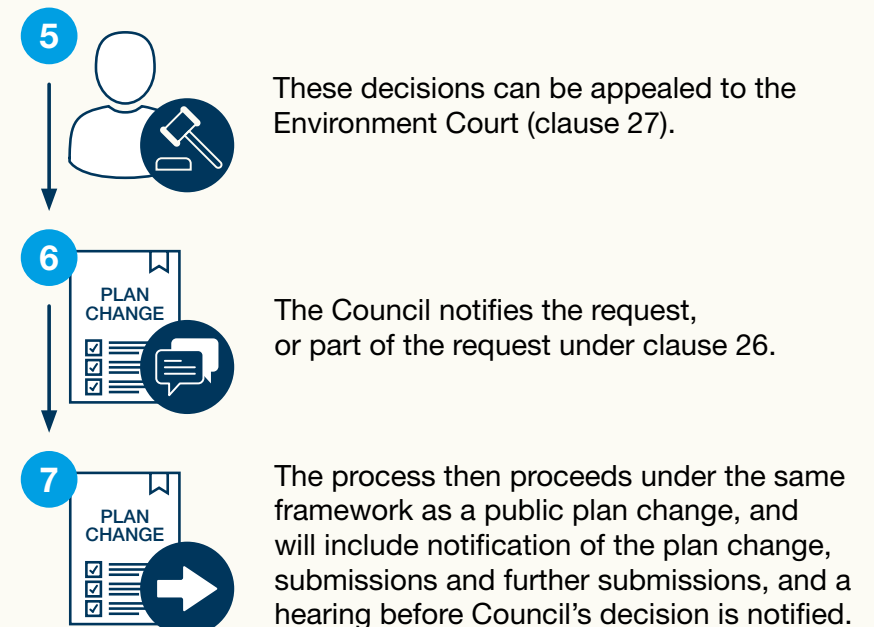 5
These decisions can be appealed to the
Environment Court (clause 27).
6
PLAN
CHANGE
The Council notifies the request,
or part of the request under clause 26.
7
PLAN
CHANGE
The process then proceeds under the same
framework as a public plan change, and
will include notification of the plan change,
submissions and further submissions, and a
hearing before Council’s decision is notified.